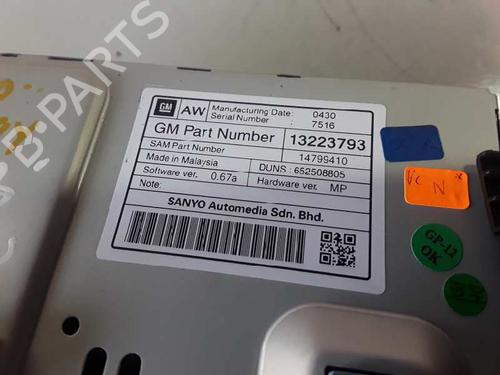 B-PARTS
GM AW Manufacturing Date: 0430
Serial Number 7516
GM Part Number 13223793
SAM Part Number 14799410
Made in Malaysia DUNS: 652508805
Software ver. 0.67a Hardware ver. MP
Note:
SANYO Automedia Sdn. Bhd.
N
GP-12
OK